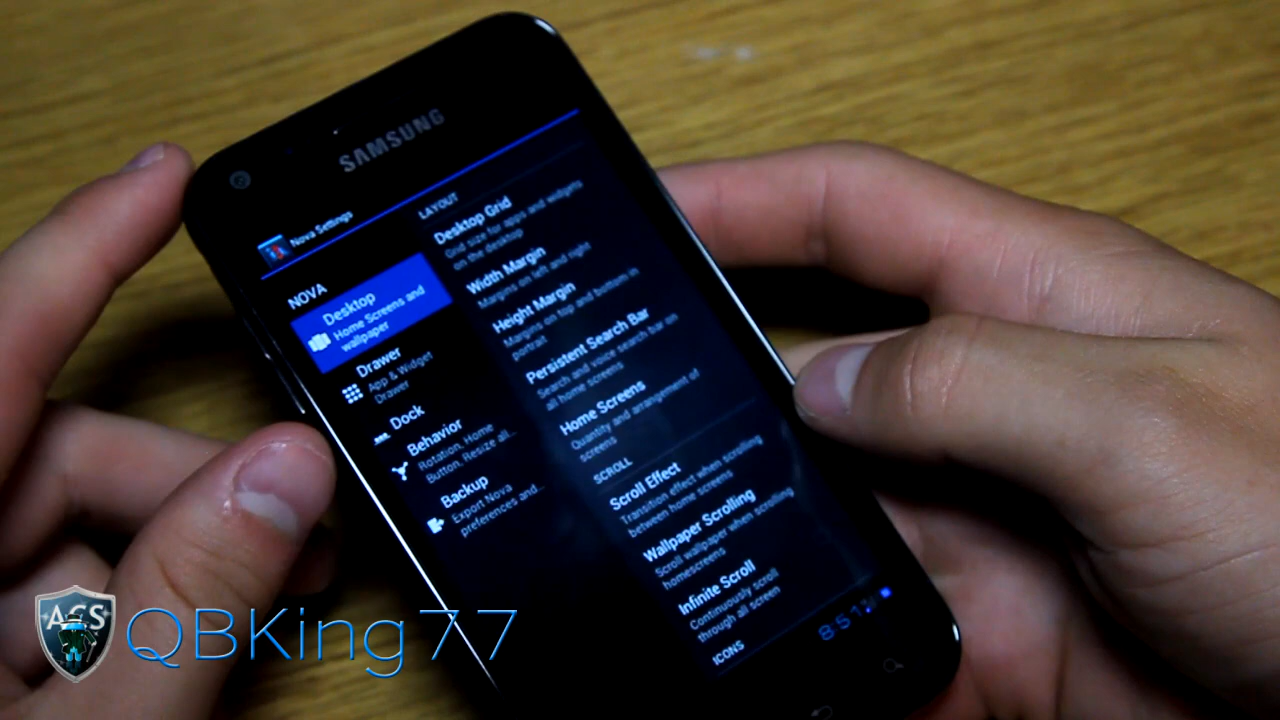 SAMSUNG
Nova Settings
NOVA
Desktop
Home Screens and
wallpaper
Drawer
App & Widget
Drawer
Dock
Behavior
Rotation, Home
Button, Resize all...
Backup
Export Nova
preferences and...
LAYOUT
Desktop Grid
Grid size for apps and widgets
on the desktop
Width Margin
Margins on left and right
Height Margin
Margins on top and bottom in
portrait
Persistent Search Bar
Search and voice search bar on
all home screens
Home Screens
Quantity and arrangement of
screens
SCROLL
Scroll Effect
Transition effect when scrolling
between home screens
Wallpaper Scrolling
Scroll wallpaper when scrolling
homescreens
Infinite Scroll
Continuously scroll
through all screen
ICONS
8:51
ACS
QBKing77